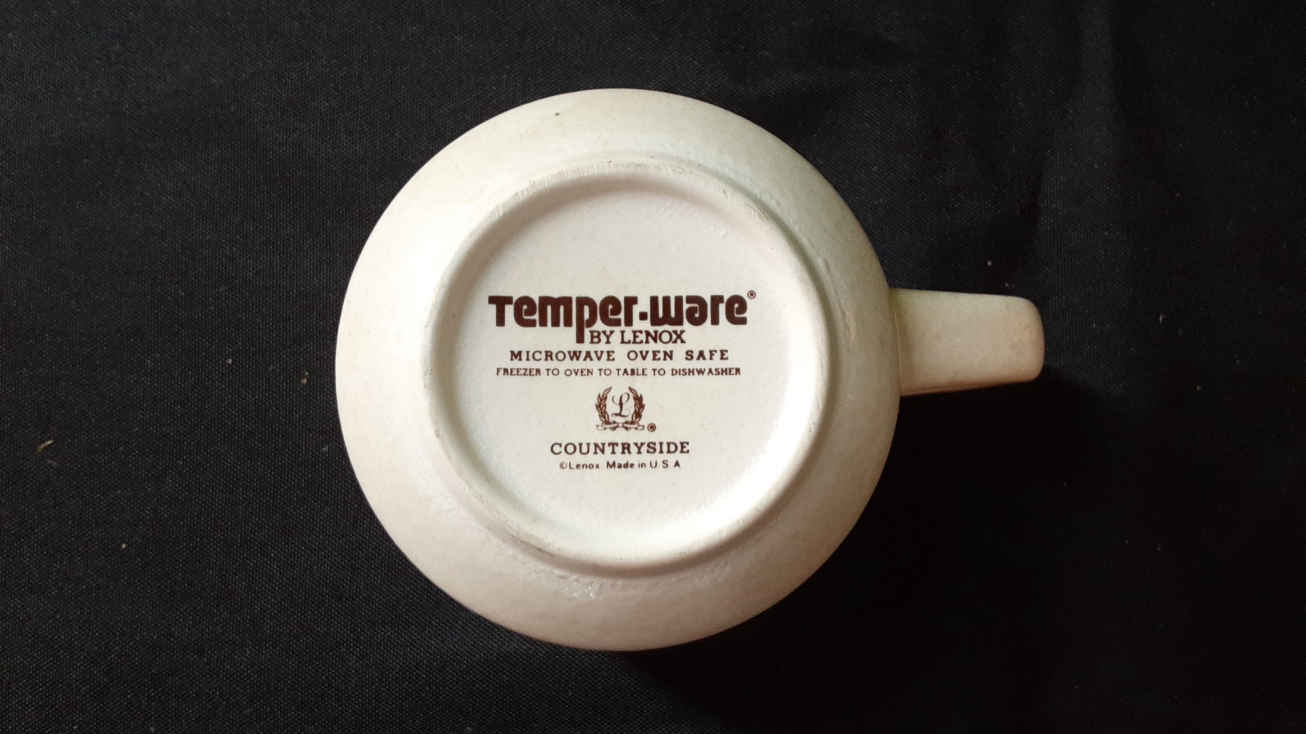 Temper-ware®
BY LENOX
MICROWAVE OVEN SAFE
FREEZER TO OVEN TO TABLE TO DISHWASHER
L ®
COUNTRYSIDE
©Lenox. Made in U.S.A.